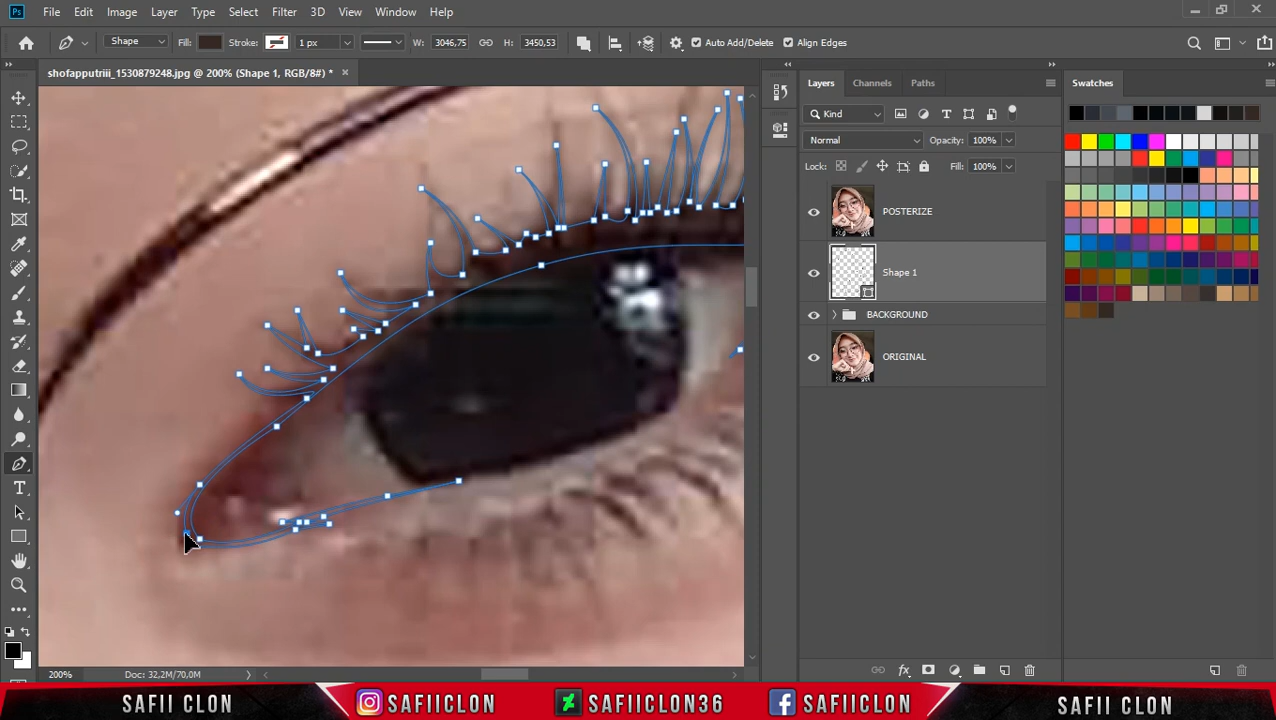 Ps File Edit Image Layer Type Select Filter 3D View Window Help
Shape Fill: Stroke: 1 px W: 3046,75 H: 3450,53 Auto Add/Delete Align Edges
shofapputriii_1530879248.jpg @ 200% (Shape 1, RGB/8#) *
Layers Channels Paths
Swatches
Kind
Normal Opacity: 100%
Lock: Fill: 100%
POSTERIZE
Shape 1
BACKGROUND
ORIGINAL
200% Doc: 32,2M/70,0M
SAFII CLON SAFIICLON SAFIICLON36 SAFIICLON SAFII CLON